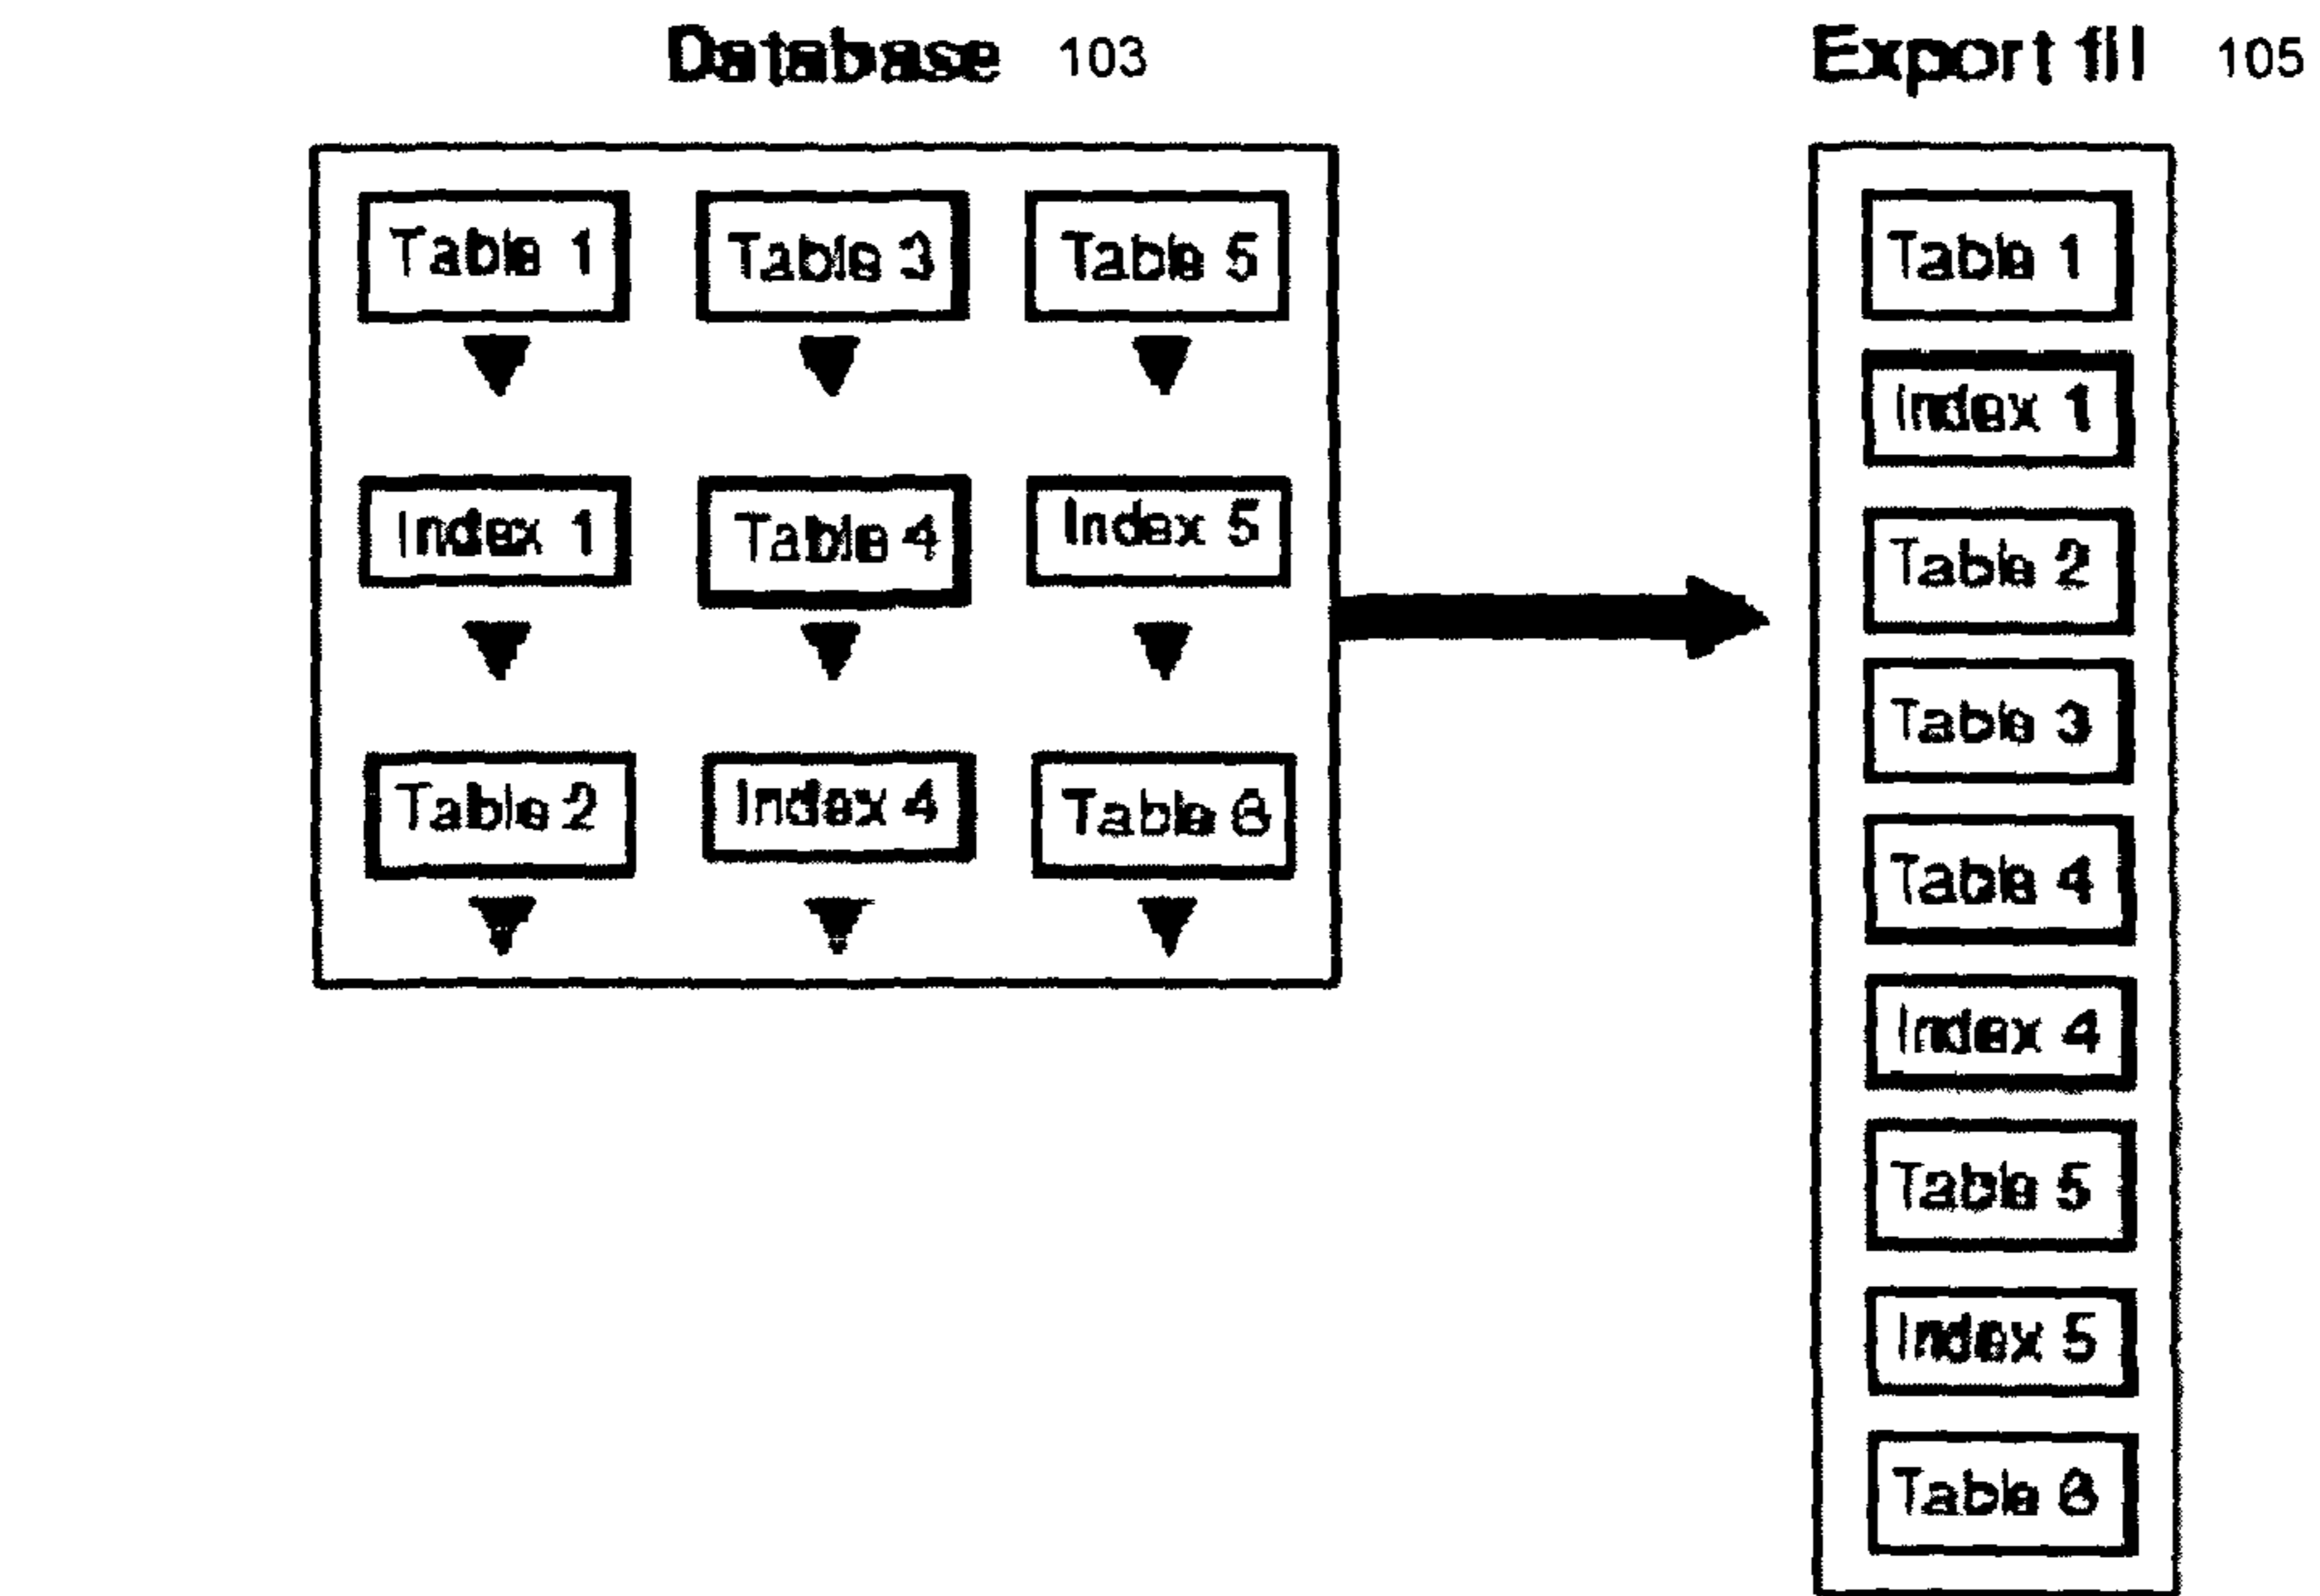 Database 103
Export fil 105
Table 1
Table 3
Table 5
Index 1
Table 4
Index 5
Table 2
Index 4
Table 6
Table 1
Index 1
Table 2
Table 3
Table 4
Index 4
Table 5
Index 5
Table 6